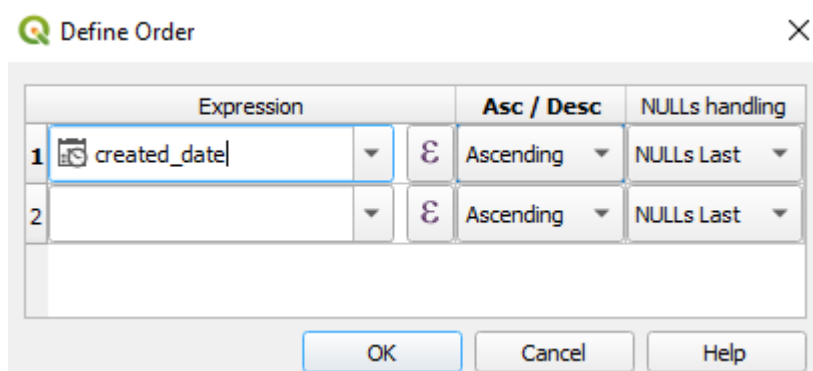 Define Order
Expression Asc / Desc NULLs handling
1 created_date ε Ascending NULLs Last
2 ε Ascending NULLs Last
OK Cancel Help